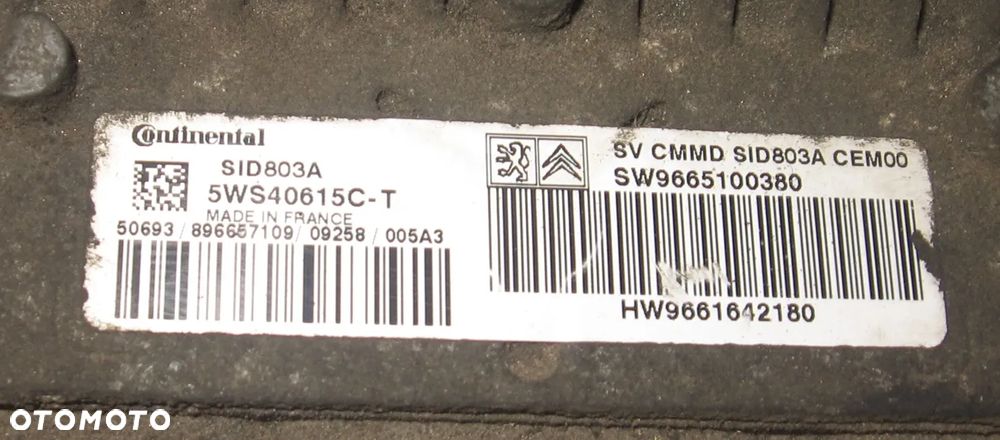 Continental
SID803A
5WS40615C-T
MADE IN FRANCE
50693 / 896657109 / 09258 / 005A3
SV CMMD SID803A CEM00
SW9665100380
HW9661642180
OTOMOTO